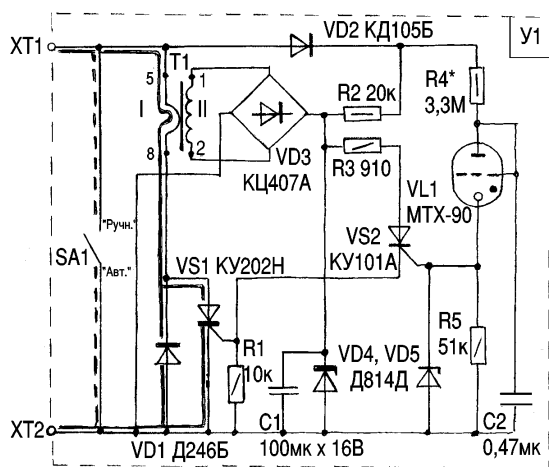 VD2 КД105Б
У1
ХТ1
T1
5
1
I
II
8
2
R2 20к
R4*
3,3М
R3 910
VD3
КЦ407А
VL1
МТХ-90
"Ручн."
SA1
"Авт."
VS2
КУ101А
VS1 КУ202Н
R5
51к
R1
10к
VD4, VD5
Д814Д
C1
C2
ХТ2
VD1 Д246Б
100мк х 16В
0,47мк